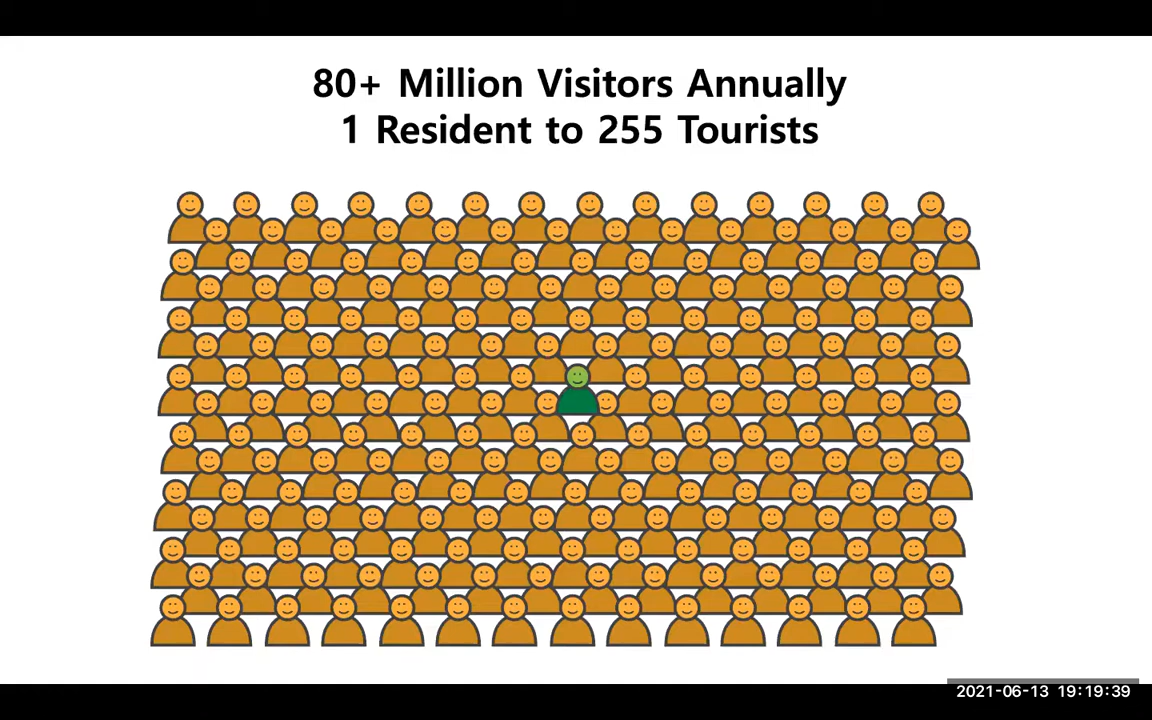 80+ Million Visitors Annually
1 Resident to 255 Tourists
2021-06-13 19:19:39